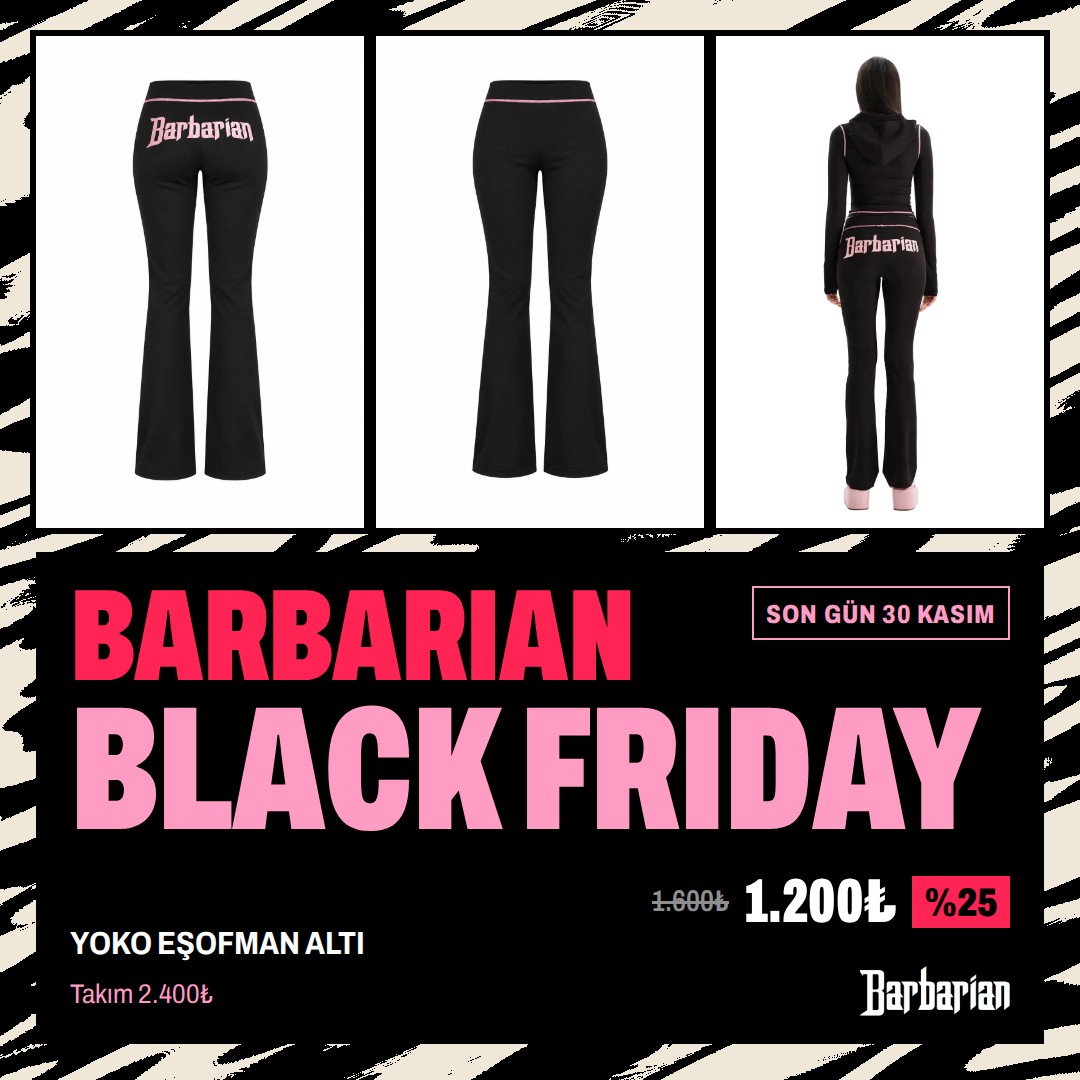 Barbarian
Barbarian
BARBARIAN
SON GÜN 30 KASIM
BLACK FRIDAY
1.600₺ 1.200₺ %25
YOKO EŞOFMAN ALTI
Takım 2.400₺
Barbarian